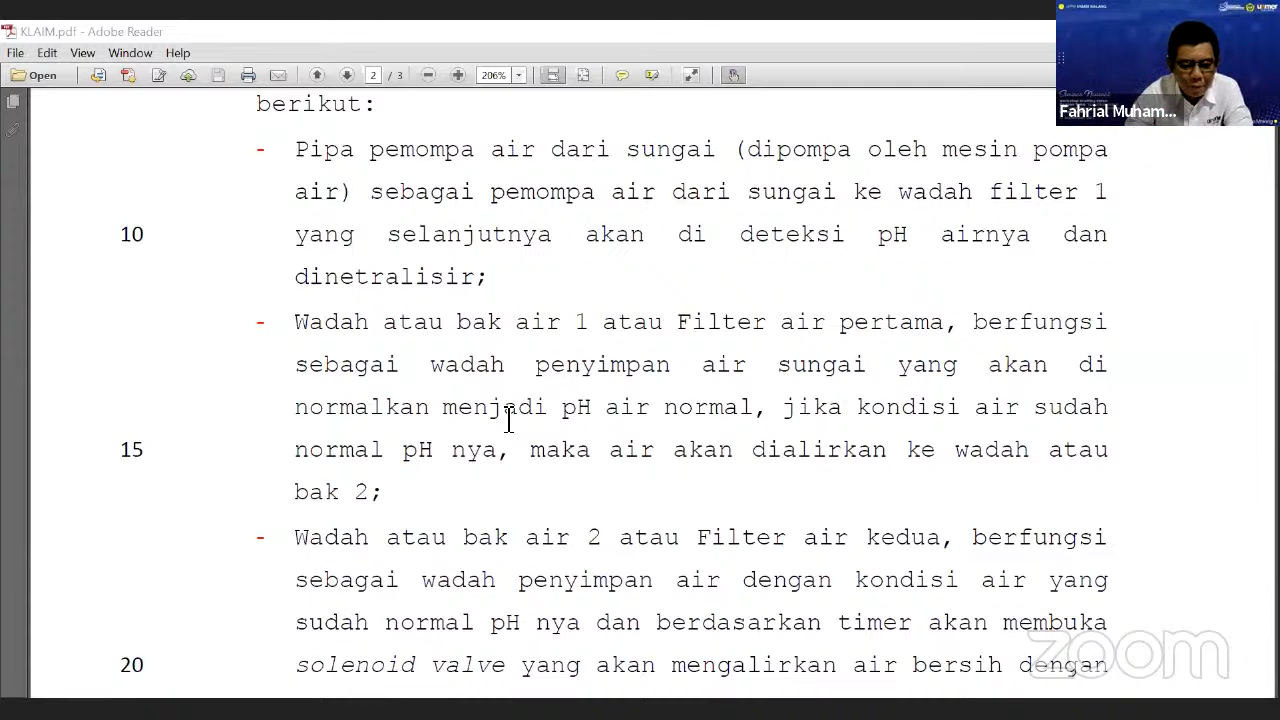 KLAIM.pdf - Adobe Reader
File Edit View Window Help
Open 2 / 3 206%
berikut:
- Pipa pemompa air dari sungai (dipompa oleh mesin pompa
air) sebagai pemompa air dari sungai ke wadah filter 1
10 yang selanjutnya akan di deteksi pH airnya dan
dinetralisir;
- Wadah atau bak air 1 atau Filter air pertama, berfungsi
sebagai wadah penyimpan air sungai yang akan di
normalkan menjadi pH air normal, jika kondisi air sudah
15 normal pH nya, maka air akan dialirkan ke wadah atau
bak 2;
- Wadah atau bak air 2 atau Filter air kedua, berfungsi
sebagai wadah penyimpan air dengan kondisi air yang
sudah normal pH nya dan berdasarkan timer akan membuka
20 solenoid valve yang akan mengalirkan air bersih dengan
Fahrial Muham...
zoom